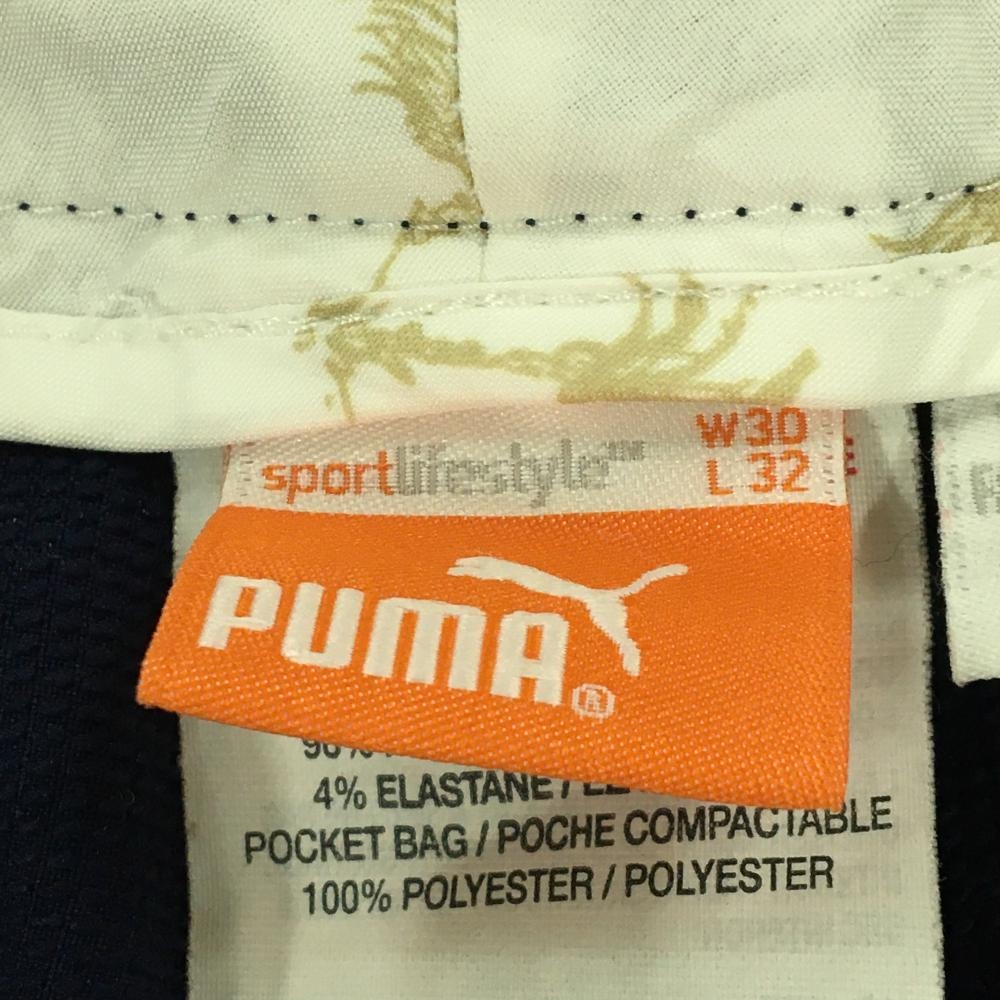 W30
sportlifestyle™
L 32
PUMA®
4% ELASTANE /
POCKET BAG / POCHE COMPACTABLE
100% POLYESTER / POLYESTER